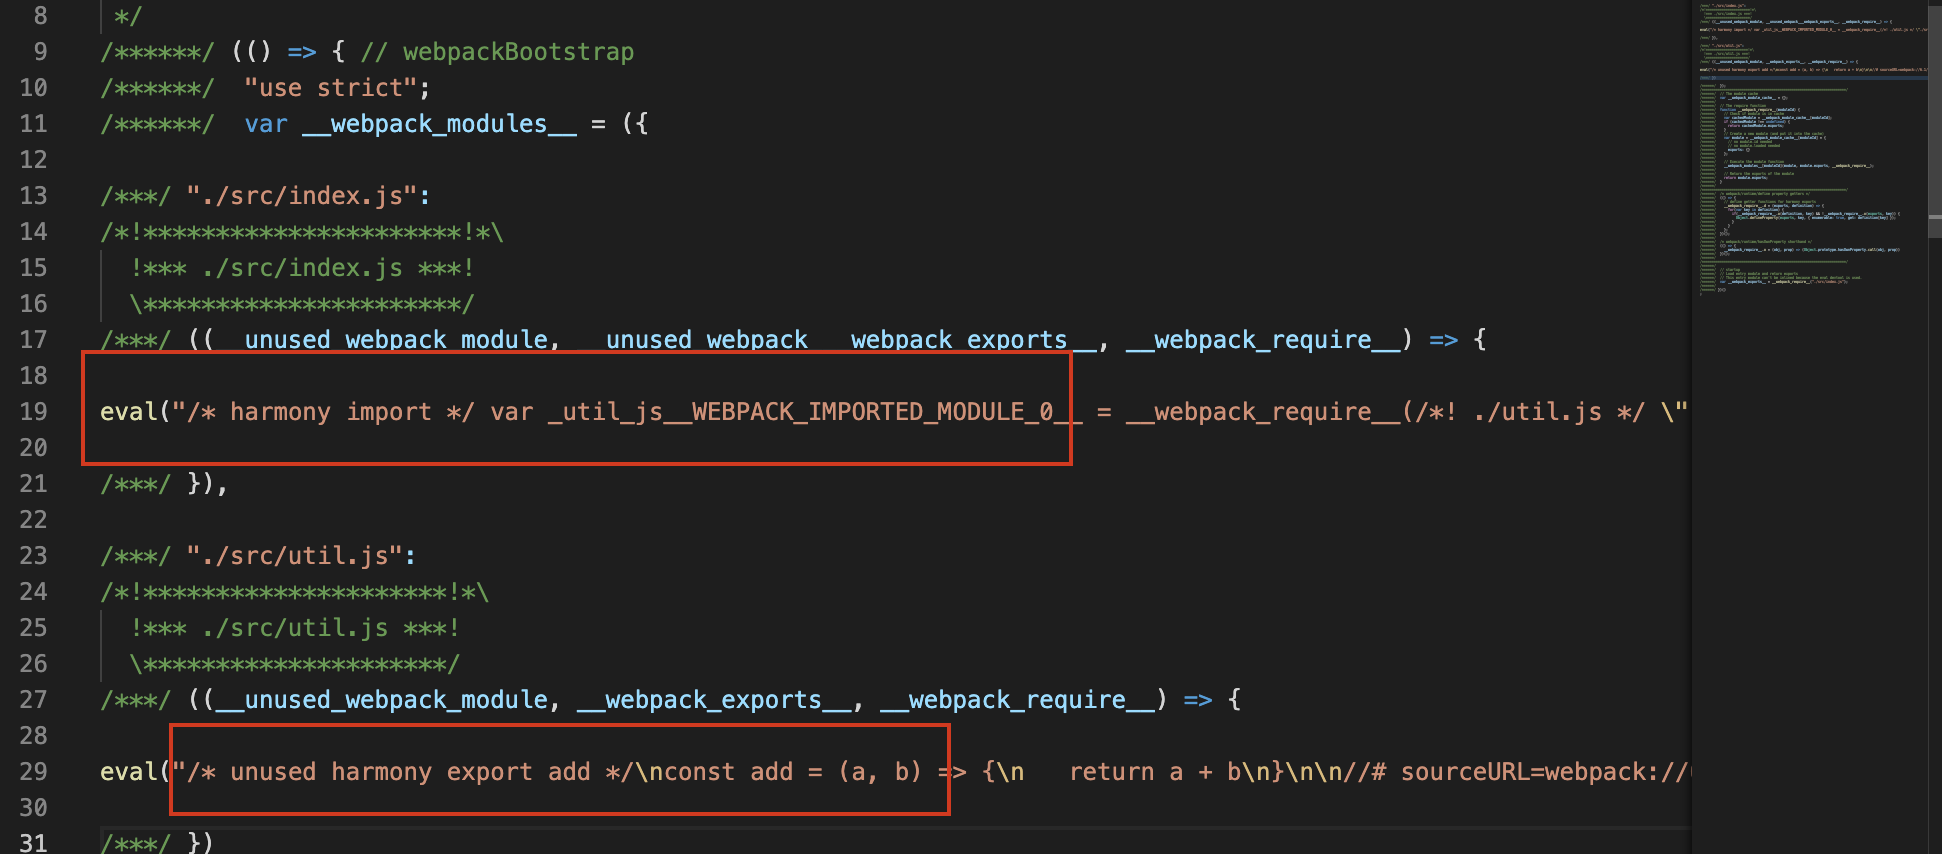 8 */
9 /******/ (() => { // webpackBootstrap
10 /******/ "use strict";
11 /******/ var __webpack_modules__ = ({
12
13 /***/ "./src/index.js":
14 /*!**********************!*\
15 !*** ./src/index.js ***!
16 \**********************/
17 /***/ ((__unused_webpack_module, __unused_webpack___webpack_exports__, __webpack_require__) => {
18
19 eval("/* harmony import */ var _util_js__WEBPACK_IMPORTED_MODULE_0__ = __webpack_require__(/*! ./util.js */ \"
20
21 /***/ }),
22
23 /***/ "./src/util.js":
24 /*!*********************!*\
25 !*** ./src/util.js ***!
26 \*********************/
27 /***/ ((__unused_webpack_module, __webpack_exports__, __webpack_require__) => {
28
29 eval("/* unused harmony export add */\nconst add = (a, b) => {\n   return a + b\n}\n\n//# sourceURL=webpack://
30
31 /***/ })